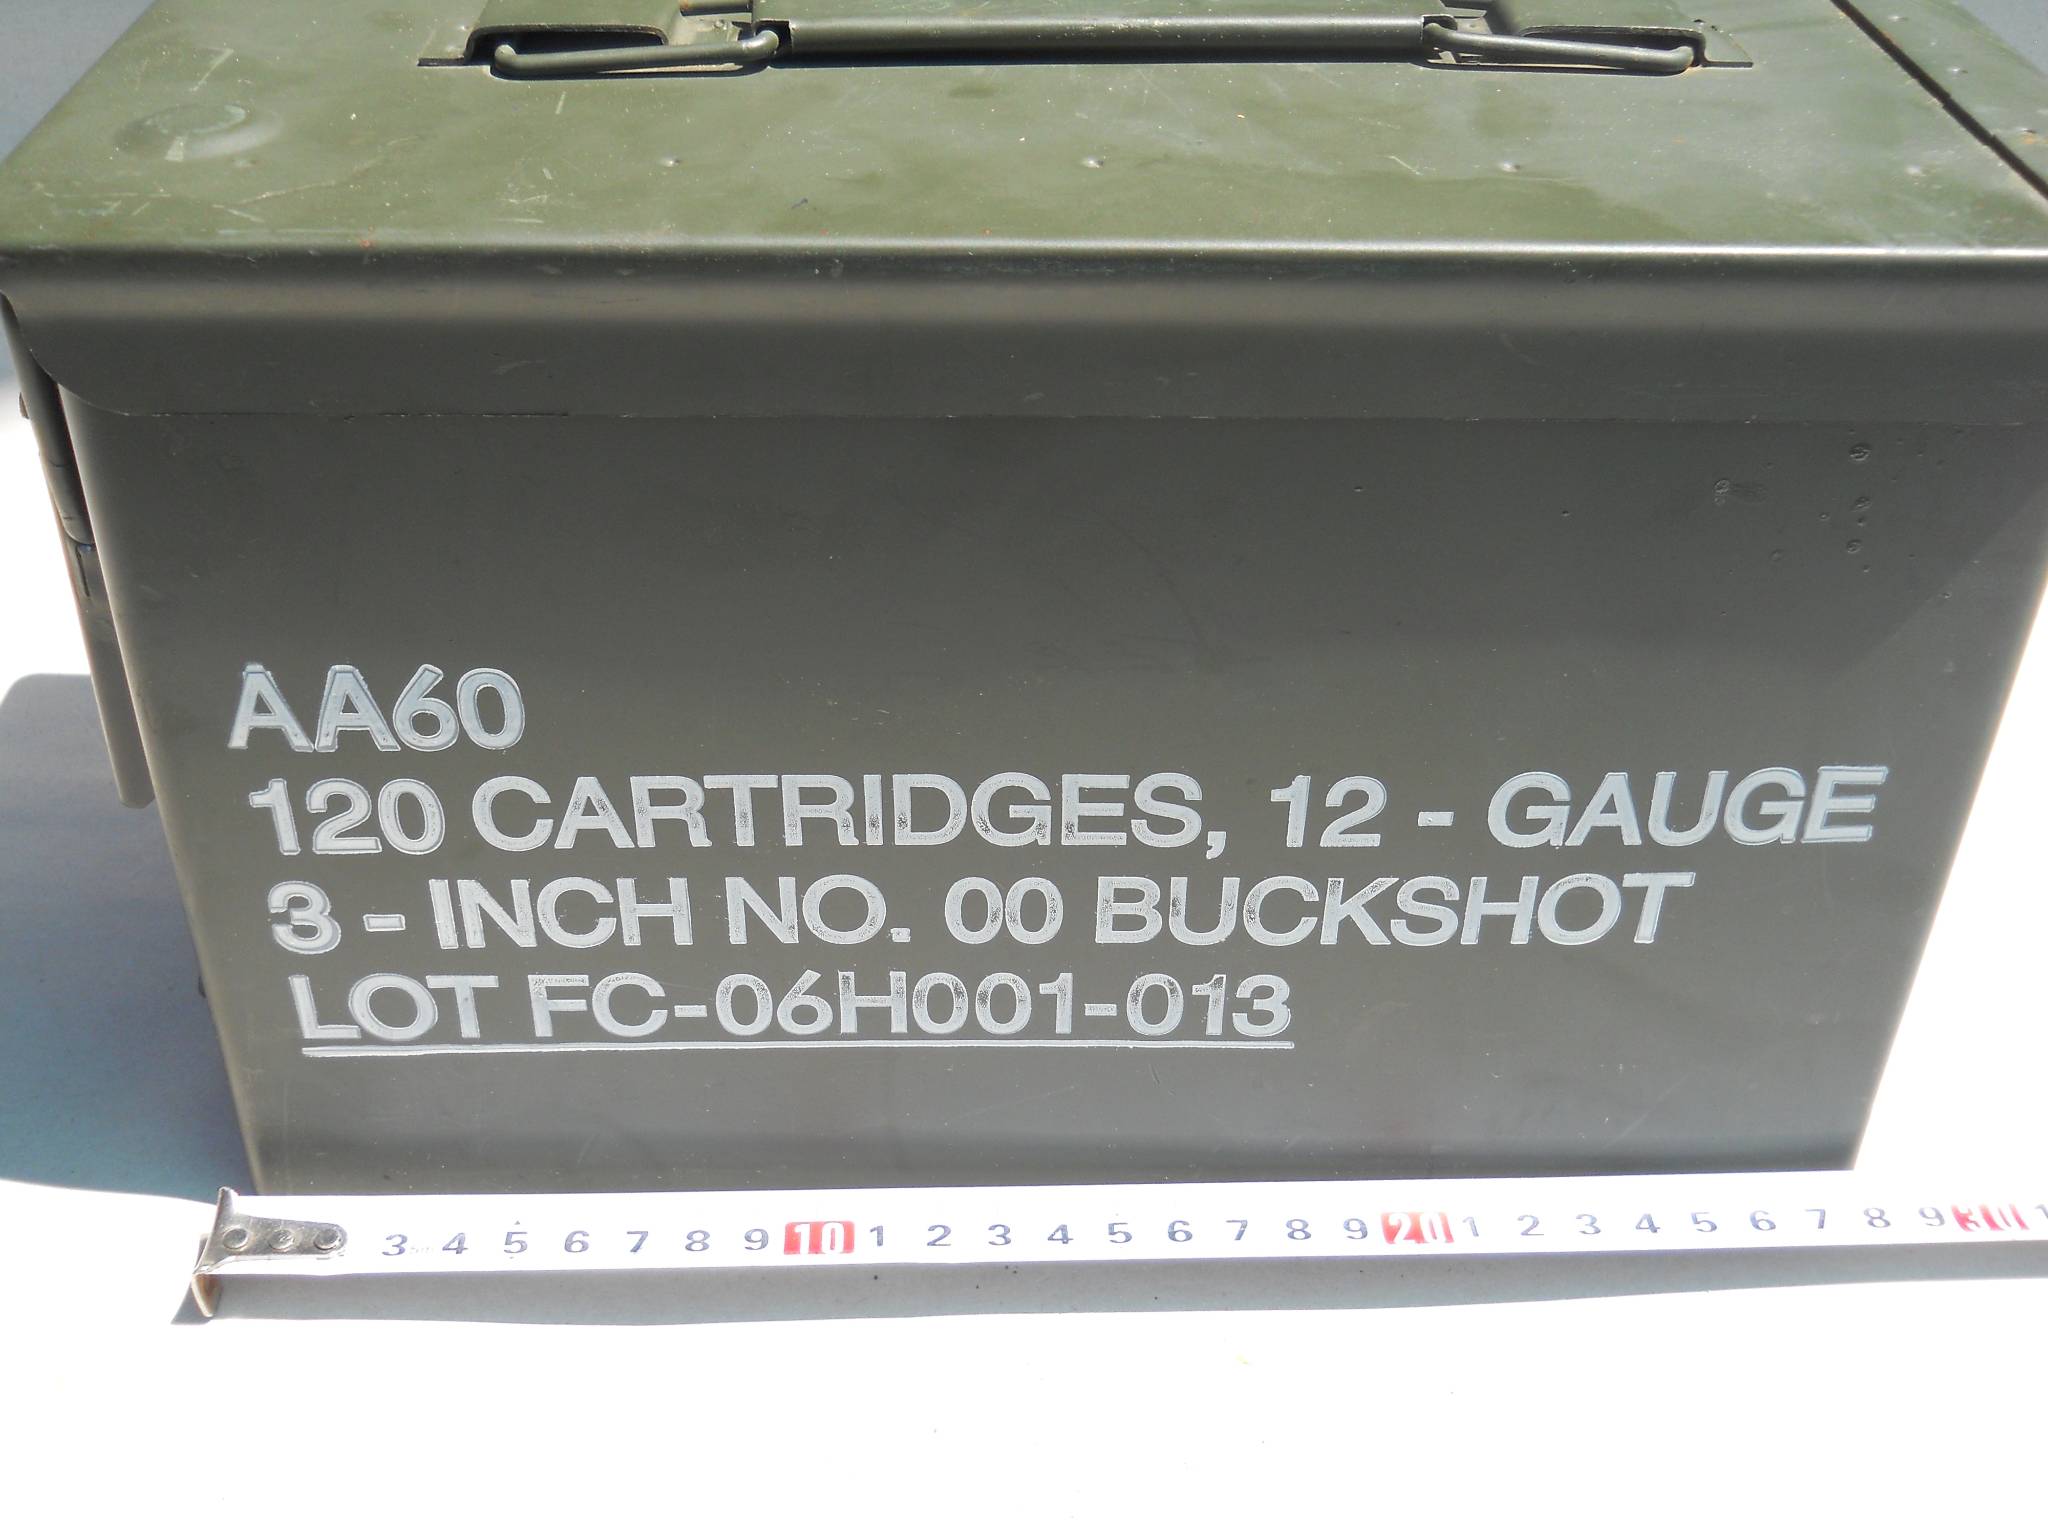 AA60
120 CARTRIDGES, 12 - GAUGE
3 - INCH NO. 00 BUCKSHOT
LOT FC-06H001-013
3 4 5 6 7 8 9 10 1 2 3 4 5 6 7 8 9 20 1 2 3 4 5 6 7 8 9 30 1